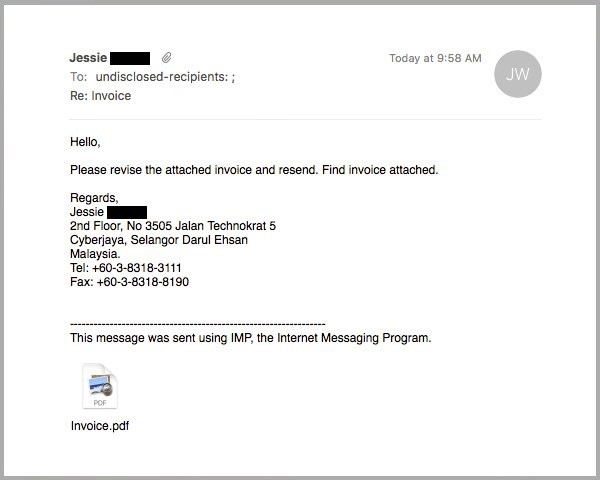 Jessie
Today at 9:58 AM
JW
To: undisclosed-recipients: ;
Re: Invoice
Hello,
Please revise the attached invoice and resend. Find invoice attached.
Regards,
Jessie
2nd Floor, No 3505 Jalan Technokrat 5
Cyberjaya, Selangor Darul Ehsan
Malaysia.
Tel: +60-3-8318-3111
Fax: +60-3-8318-8190
-----------------------------------------------------------------
This message was sent using IMP, the Internet Messaging Program.
PDF
Invoice.pdf